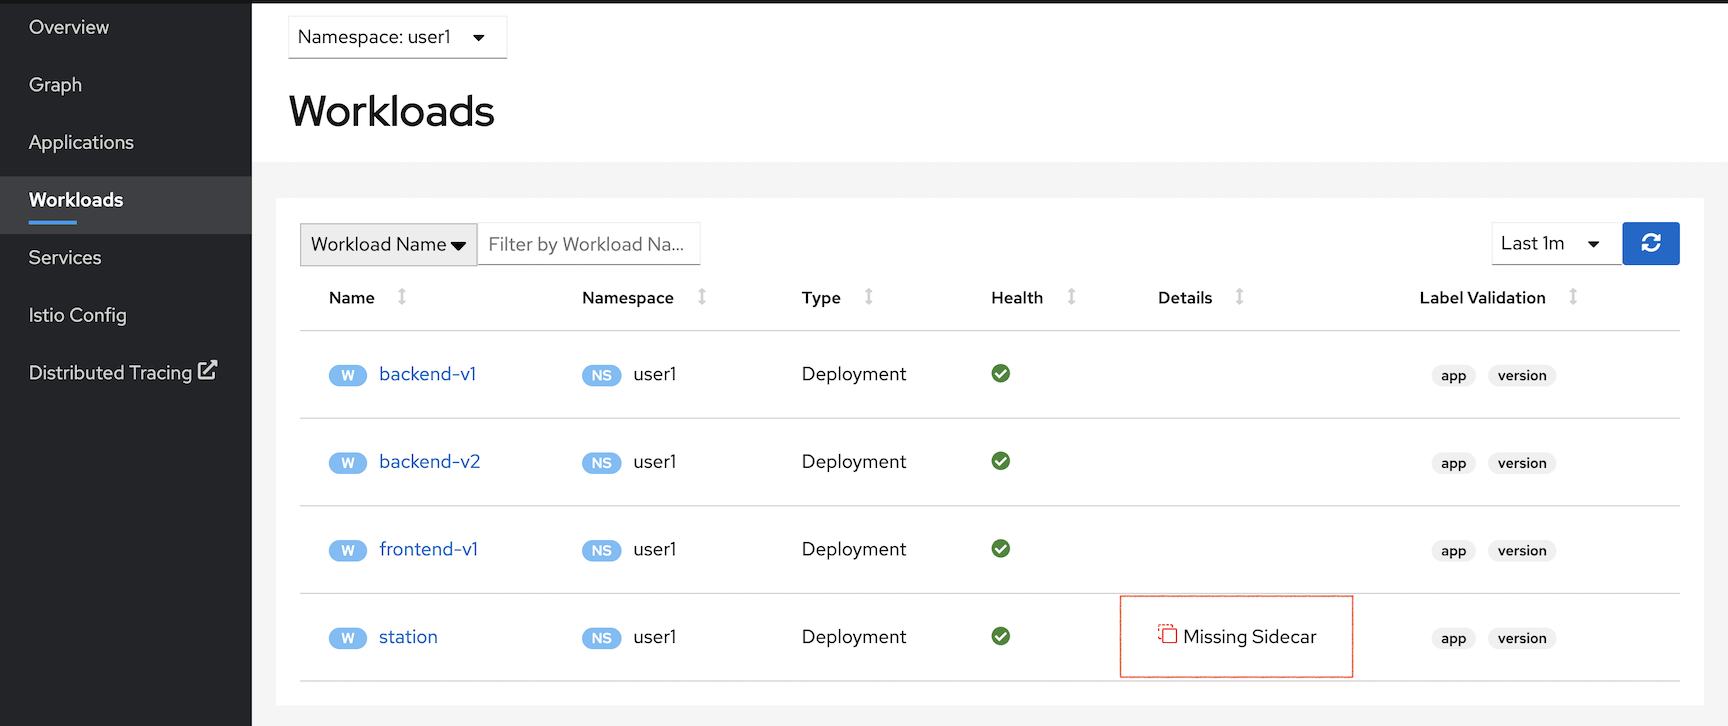 Overview
Graph
Applications
Workloads
Services
Istio Config
Distributed Tracing
Namespace: user1
Workloads
Workload Name Filter by Workload Na... Last 1m
Name Namespace Type Health Details Label Validation
W backend-v1 NS user1 Deployment app version
W backend-v2 NS user1 Deployment app version
W frontend-v1 NS user1 Deployment app version
W station NS user1 Deployment Missing Sidecar app version